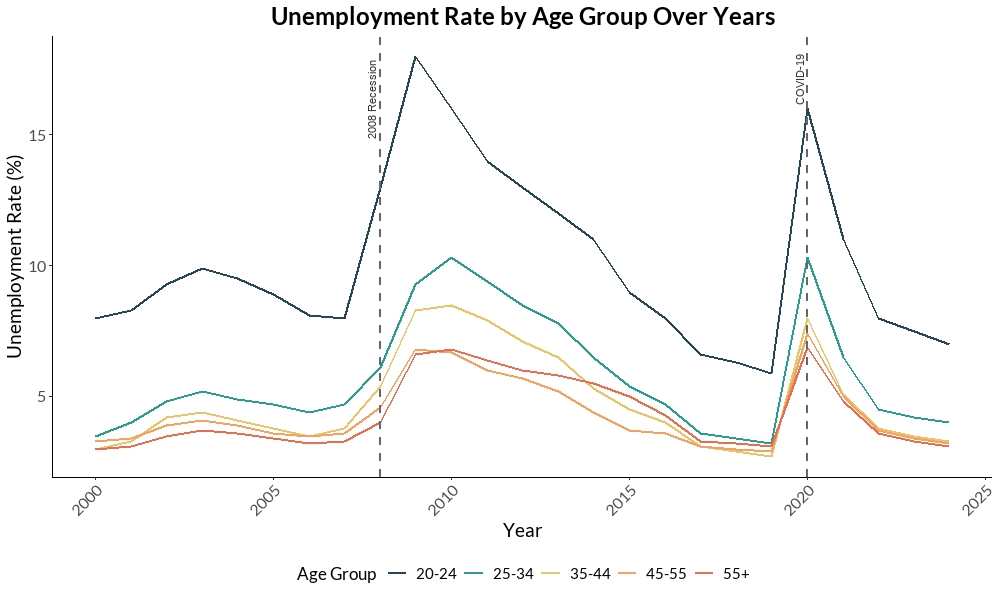 Unemployment Rate by Age Group Over Years
Unemployment Rate (%)
15
10
5
2008 Recession
COVID-19
2000
2005
2010
2015
2020
2025
Year
Age Group 20-24 25-34 35-44 45-55 55+